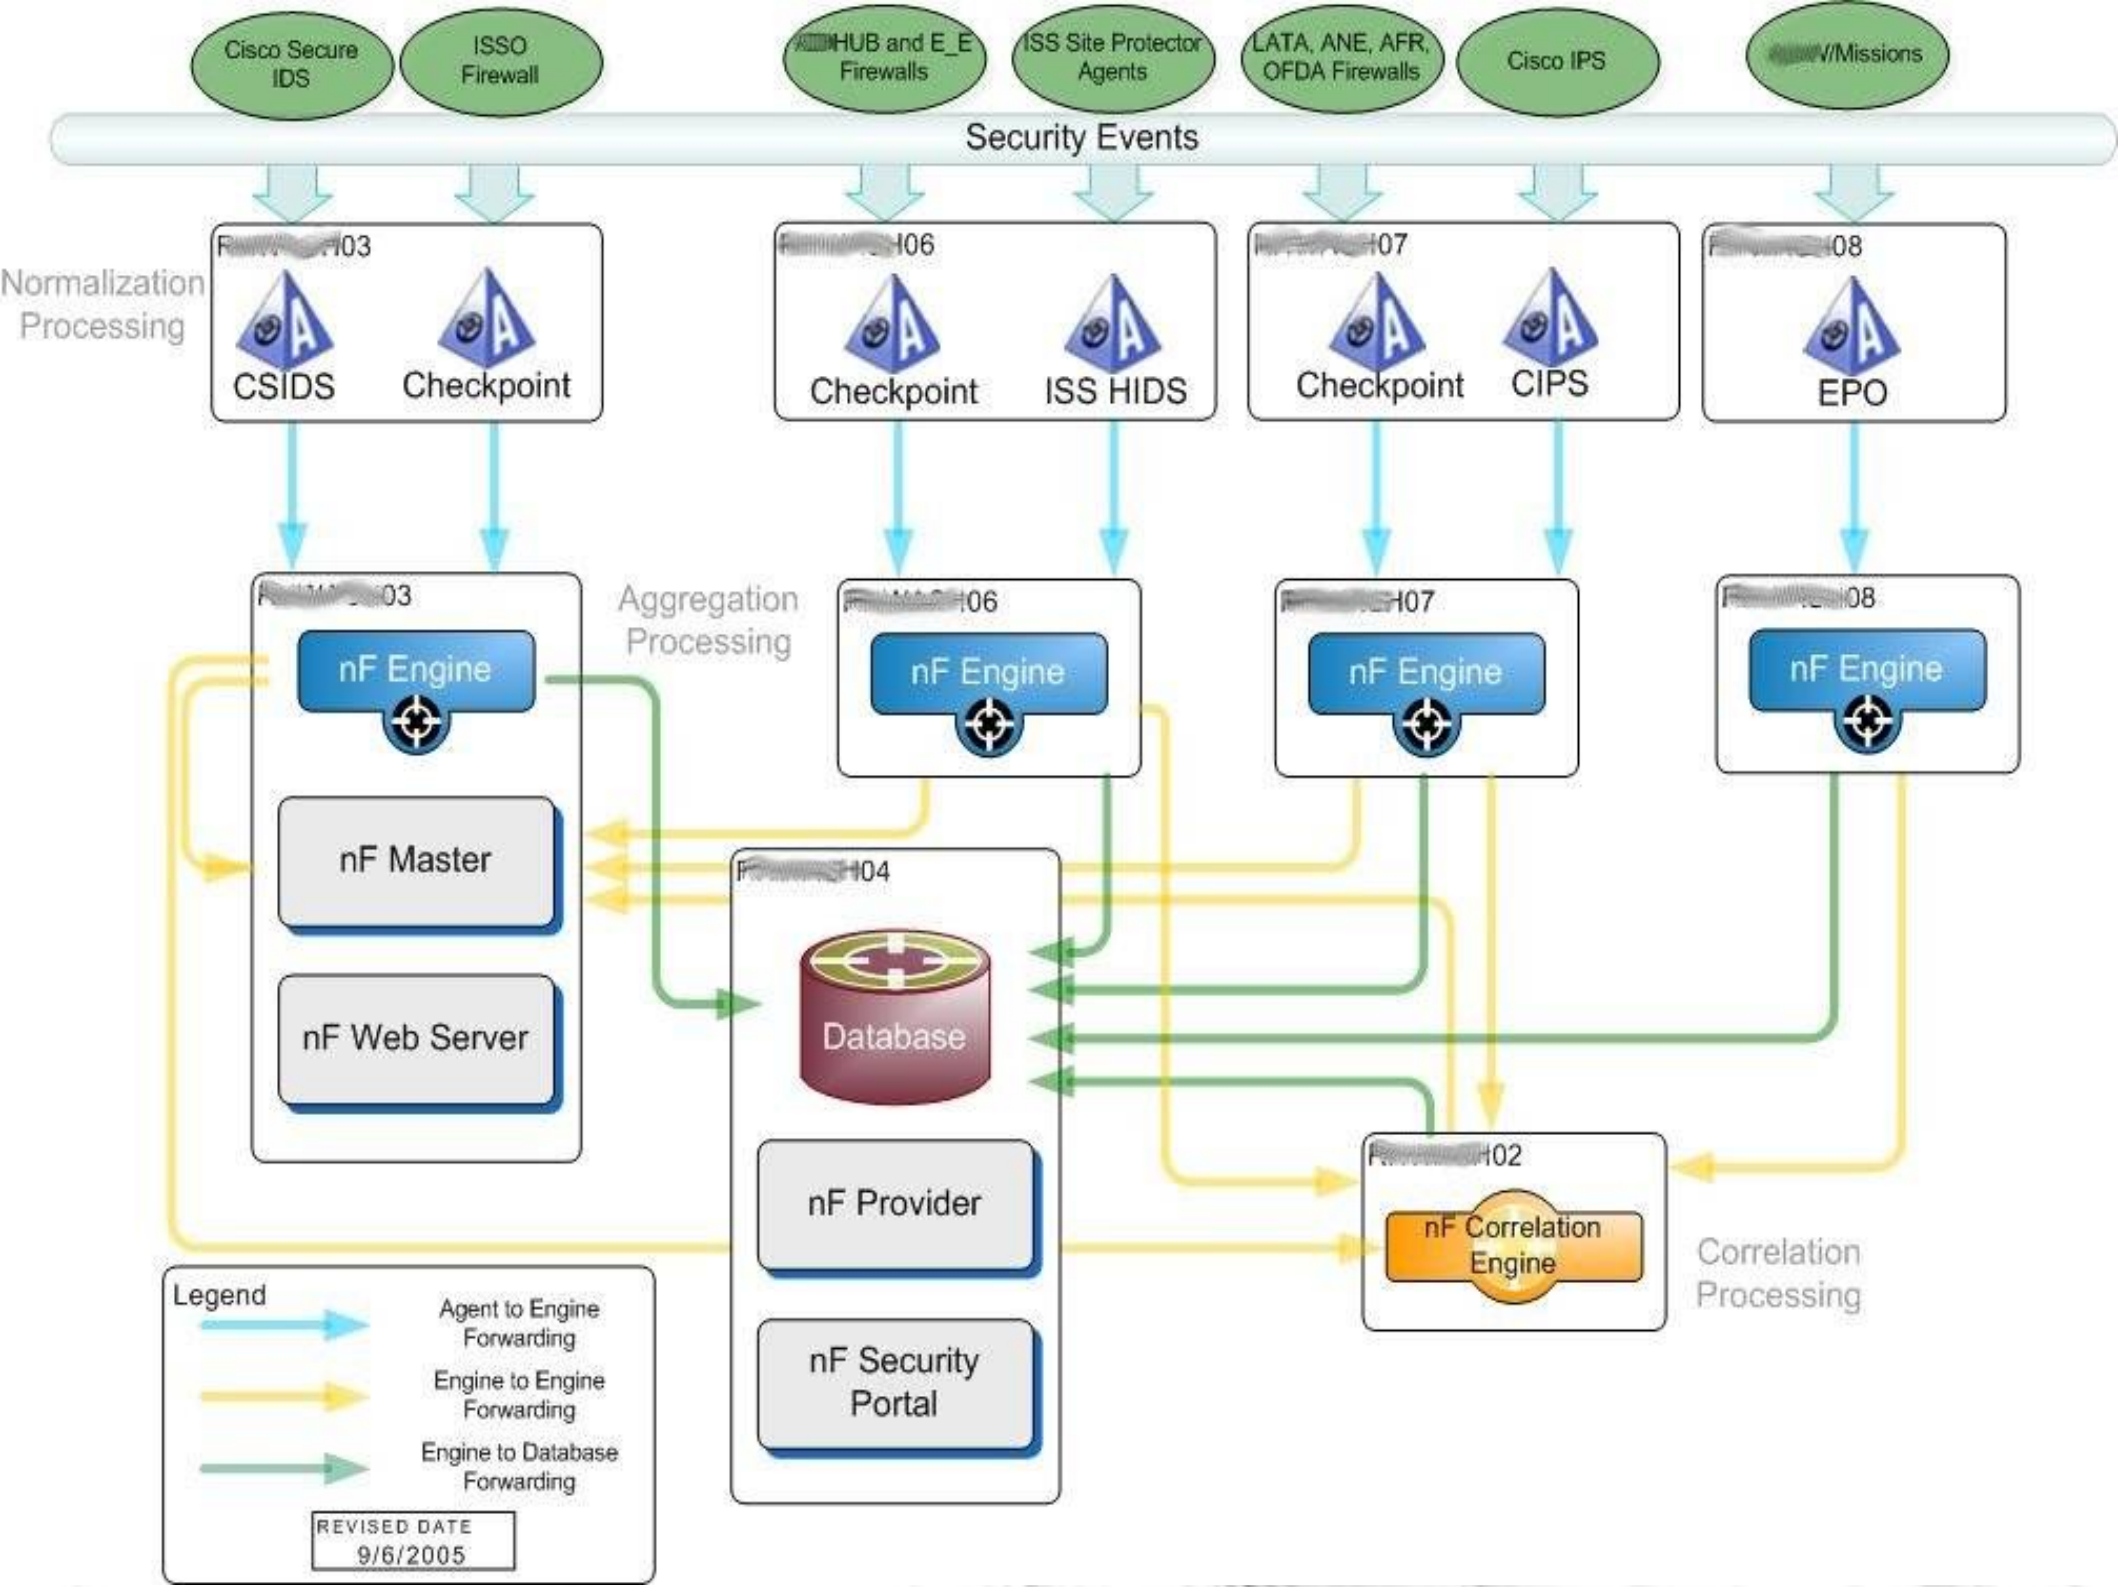 Cisco Secure
IDS
ISSO
Firewall
HUB and E_E
Firewalls
ISS Site Protector
Agents
LATA, ANE, AFR,
OFDA Firewalls
Cisco IPS
/Missions
Security Events
Normalization
Processing
03
CSIDS
Checkpoint
06
Checkpoint
ISS HIDS
H07
Checkpoint
CIPS
08
EPO
03
nF Engine
nF Master
nF Web Server
Aggregation
Processing
06
nF Engine
H07
nF Engine
08
nF Engine
H04
Database
nF Provider
nF Security
Portal
H02
nF Correlation
Engine
Correlation
Processing
Legend
Agent to Engine
Forwarding
Engine to Engine
Forwarding
Engine to Database
Forwarding
REVISED DATE
9/6/2005